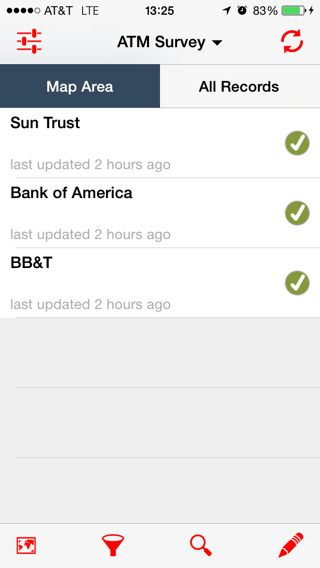 AT&T LTE 13:25 83%
ATM Survey
Map Area All Records
Sun Trust
last updated 2 hours ago
Bank of America
last updated 2 hours ago
BB&T
last updated 2 hours ago